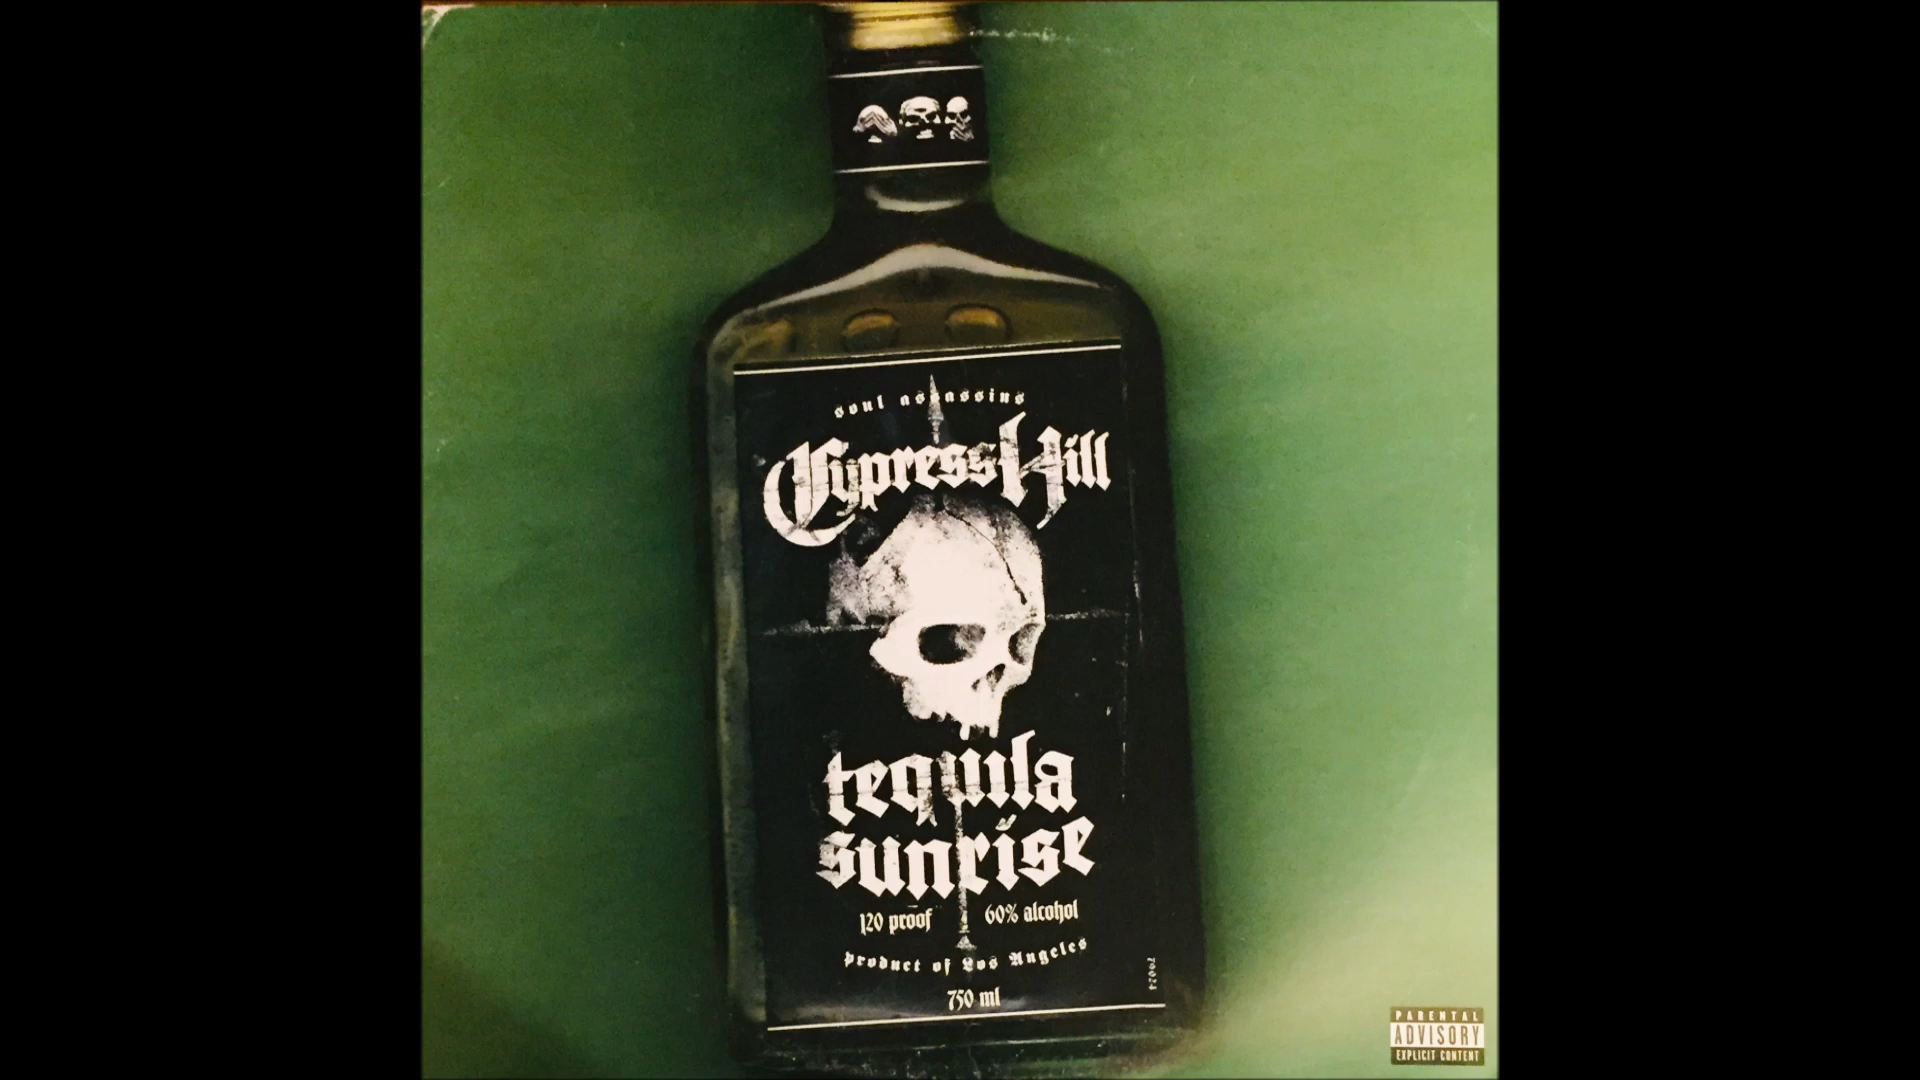 soul assassins
Cypress Hill
tequila
sunrise
120 proof 60% alcohol
product of Los Angeles
750 ml
79024
PARENTAL
ADVISORY
EXPLICIT CONTENT